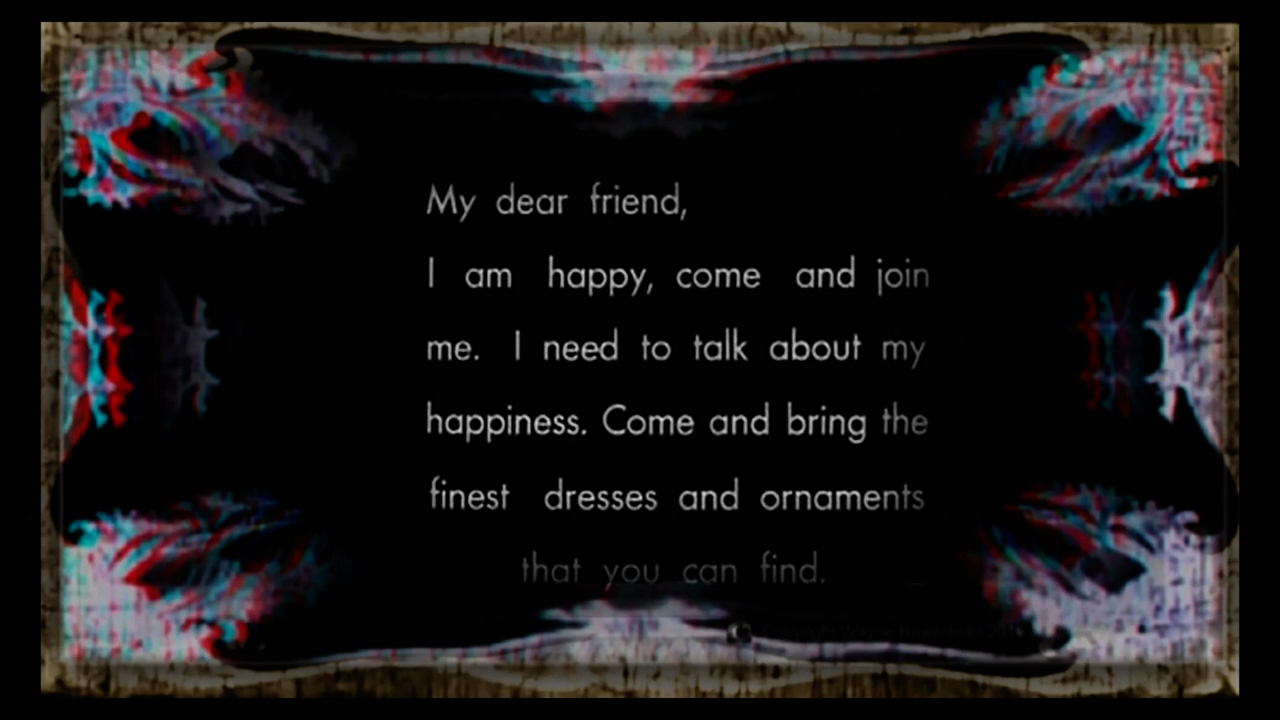 My dear friend,
I am happy, come and join
me. I need to talk about my
happiness. Come and bring the
finest dresses and ornaments
that you can find.